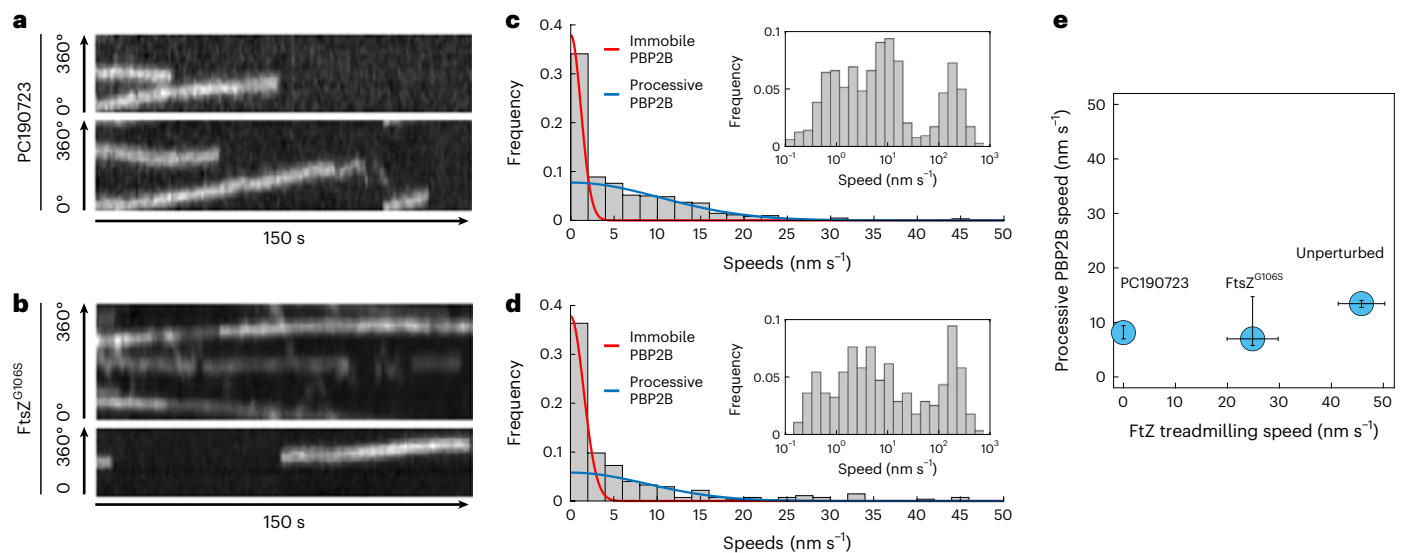 a
PC190723
360°
0°
360°
0°
150 s
b
FtsZG106S
360°
0°
360°
0
150 s
c
0.4
0.3
0.2
0.1
0
Frequency
Immobile
PBP2B
Processive
PBP2B
0 5 10 15 20 25 30 35 40 45 50
Speeds (nm s−1)
0.1
0.05
0
Frequency
10−1 100 101 102 103
Speed (nm s−1)
d
0.4
0.3
0.2
0.1
0
Frequency
Immobile
PBP2B
Processive
PBP2B
0 5 10 15 20 25 30 35 40 45 50
Speeds (nm s−1)
0.1
0.05
0
Frequency
10−1 100 101 102 103
Speed (nm s−1)
e
Processive PBP2B speed (nm s−1)
50
40
30
20
10
0
Unperturbed
PC190723
FtsZG106S
0 10 20 30 40 50
FtZ treadmilling speed (nm s−1)